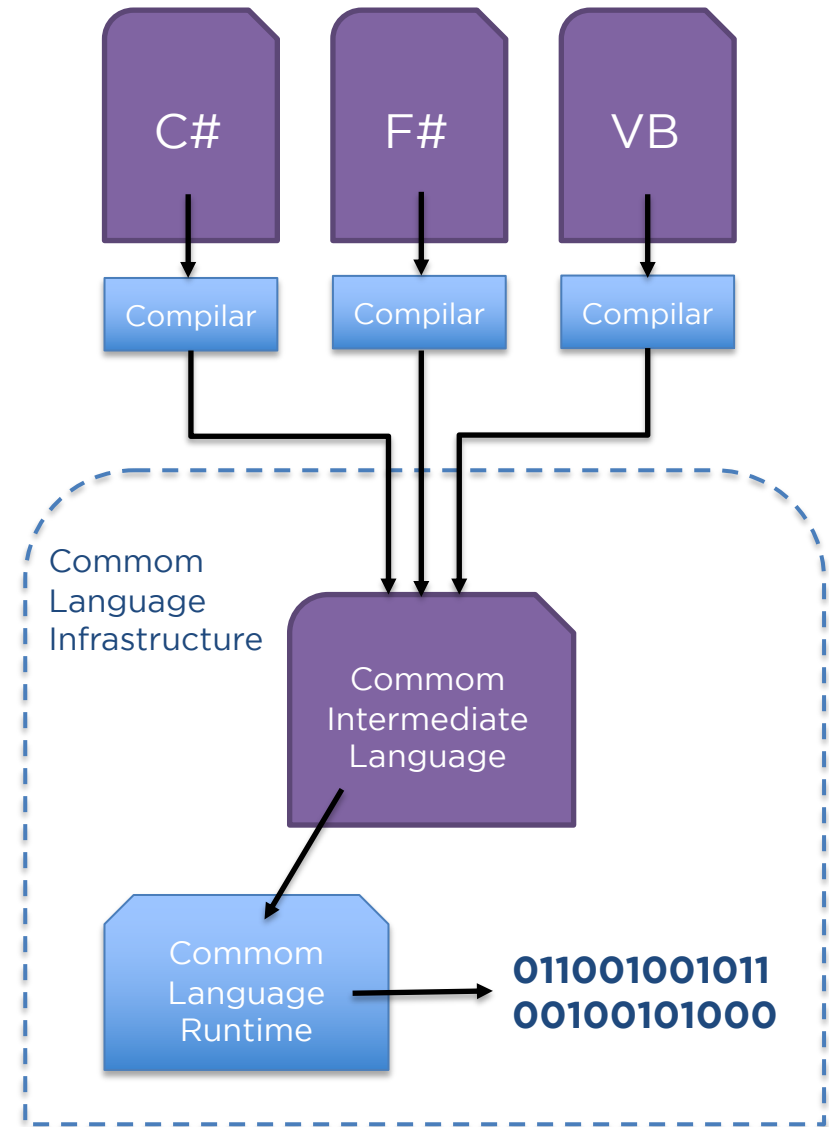 C#
F#
VB
Compilar
Compilar
Compilar
Commom
Language
Infrastructure
Commom
Intermediate
Language
Commom
Language
Runtime
011001001011
00100101000